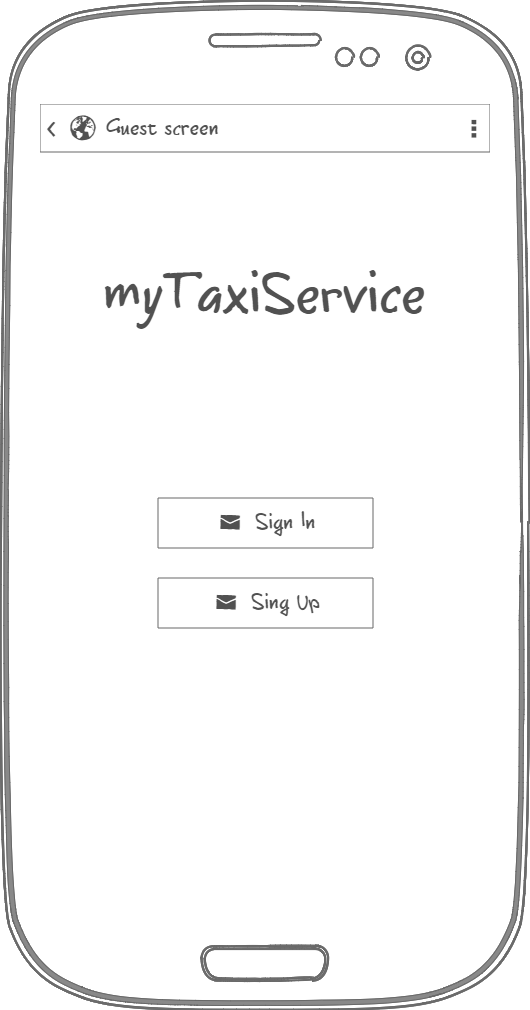 Guest screen
myTaxiService
Sign In
Sing Up